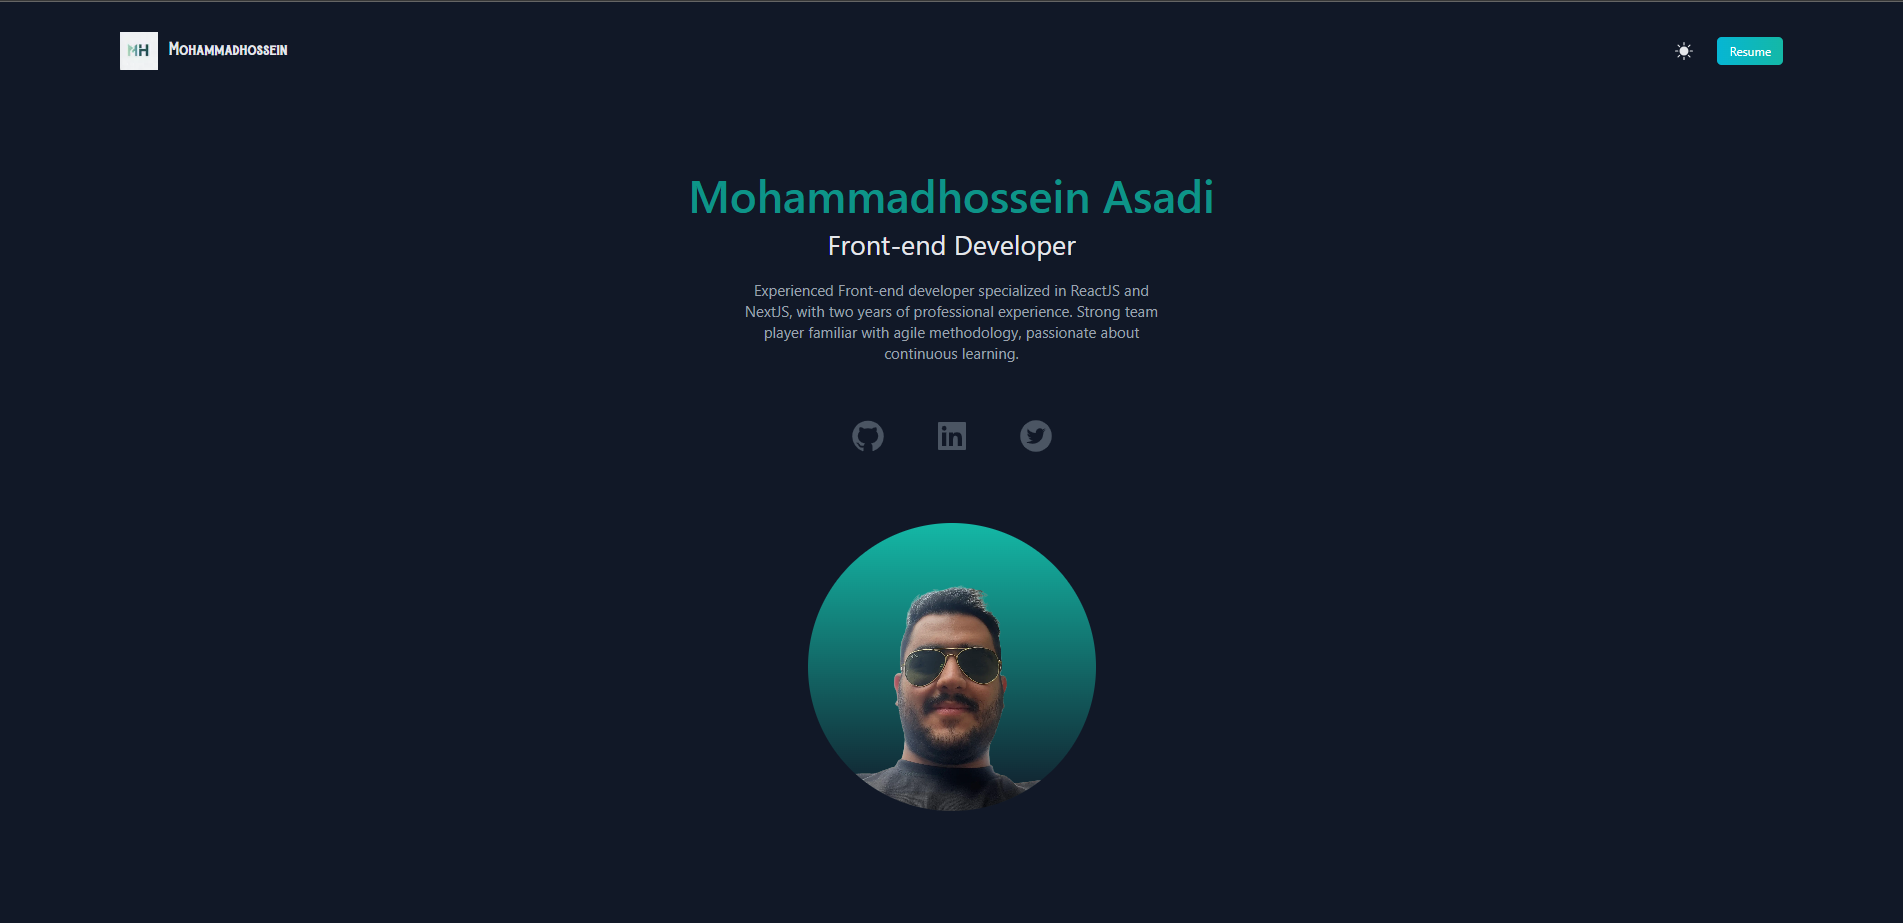 MH
Mohammadhossein
Resume
Mohammadhossein Asadi
Front-end Developer
Experienced Front-end developer specialized in ReactJS and
NextJS, with two years of professional experience. Strong team
player familiar with agile methodology, passionate about
continuous learning.
in